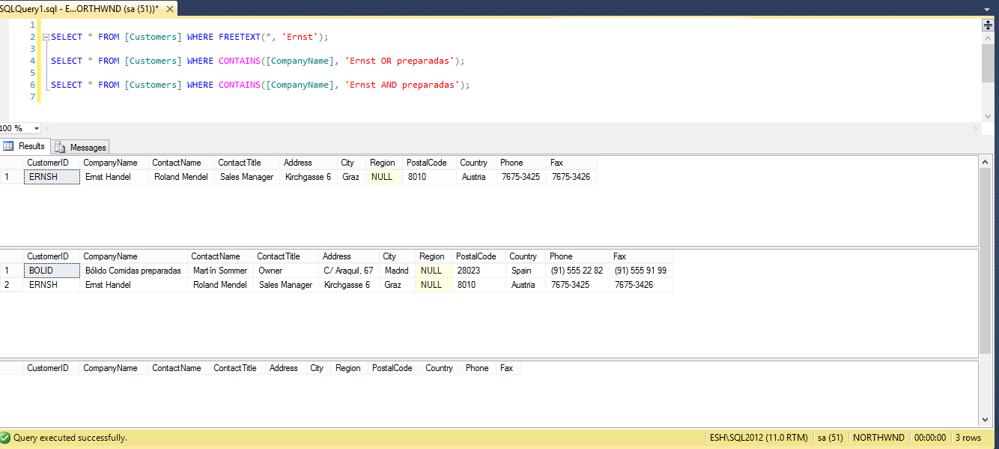 SQLQuery1.sql - E...ORTHWND (sa (51))* ✕
1
2 SELECT * FROM [Customers] WHERE FREETEXT(*, 'Ernst');
3
4 SELECT * FROM [Customers] WHERE CONTAINS([CompanyName], 'Ernst OR preparadas');
5
6 SELECT * FROM [Customers] WHERE CONTAINS([CompanyName], 'Ernst AND preparadas');
7
100 %
Results Messages
CustomerID CompanyName ContactName ContactTitle Address City Region PostalCode Country Phone Fax
1 ERNSH Ernst Handel Roland Mendel Sales Manager Kirchgasse 6 Graz NULL 8010 Austria 7675-3425 7675-3426
CustomerID CompanyName ContactName ContactTitle Address City Region PostalCode Country Phone Fax
1 BOLID Bólido Comidas preparadas Martín Sommer Owner C/ Araquil, 67 Madrid NULL 28023 Spain (91) 555 22 82 (91) 555 91 99
2 ERNSH Ernst Handel Roland Mendel Sales Manager Kirchgasse 6 Graz NULL 8010 Austria 7675-3425 7675-3426
CustomerID CompanyName ContactName ContactTitle Address City Region PostalCode Country Phone Fax
Query executed successfully. ESH\SQL2012 (11.0 RTM) sa (51) NORTHWND 00:00:00 3 rows